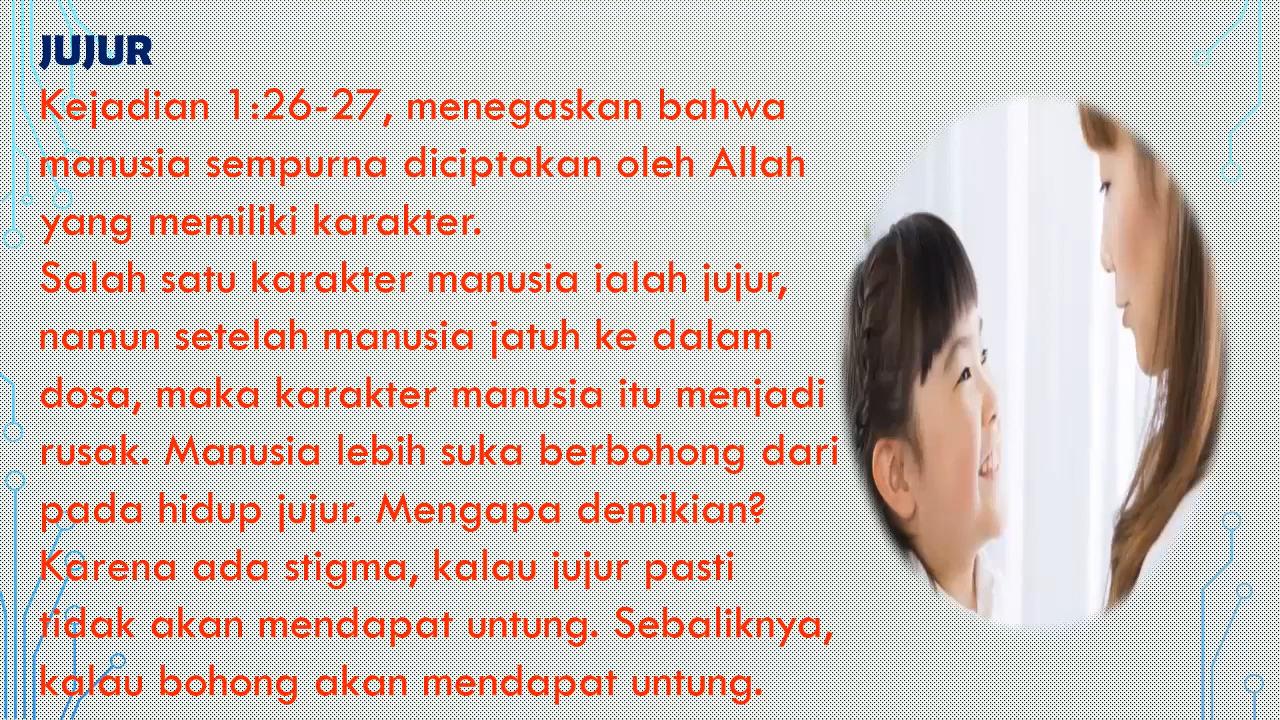 JUJUR
Kejadian 1:26-27, menegaskan bahwa
manusia sempurna diciptakan oleh Allah
yang memiliki karakter.
Salah satu karakter manusia ialah jujur,
namun setelah manusia jatuh ke dalam
dosa, maka karakter manusia itu menjadi
rusak. Manusia lebih suka berbohong dari
pada hidup jujur. Mengapa demikian?
Karena ada stigma, kalau jujur pasti
tidak akan mendapat untung. Sebaliknya,
kalau bohong akan mendapat untung.